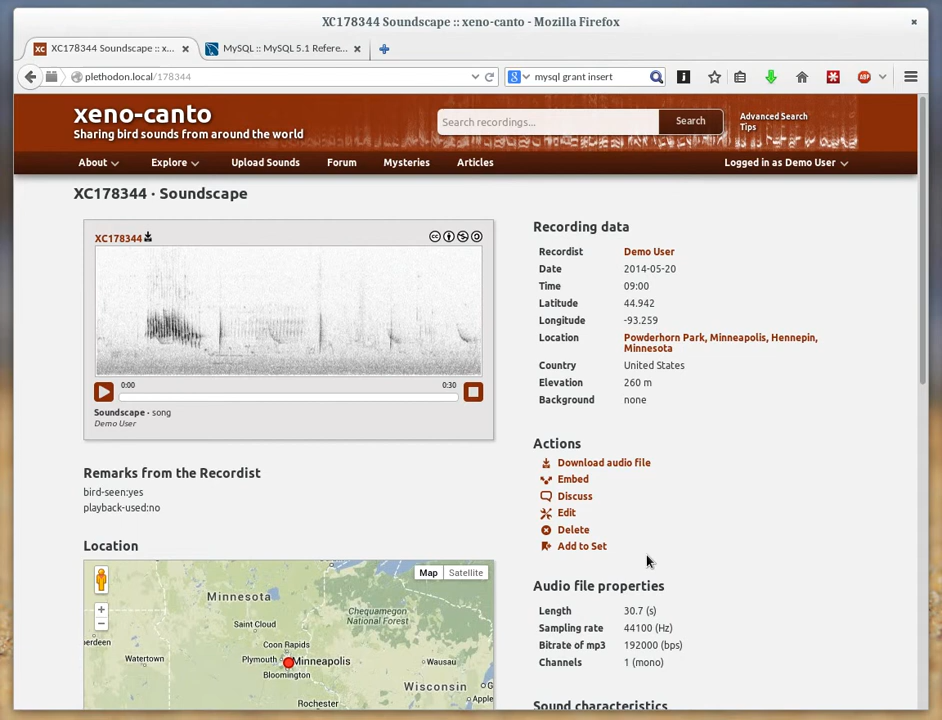 XC178344 Soundscape :: xeno-canto - Mozilla Firefox
XC178344 Soundscape :: x...
MySQL :: MySQL 5.1 Refere...
plethodon.local/178344
mysql grant insert
xeno-canto
Sharing bird sounds from around the world
Search recordings...
Search
Advanced Search
Tips
About
Explore
Upload Sounds
Forum
Mysteries
Articles
Logged in as Demo User
XC178344 · Soundscape
XC178344
0:00
0:30
Soundscape · song
Demo User
Remarks from the Recordist
bird-seen:yes
playback-used:no
Location
Map
Satellite
Minnesota
Chequamegon
National Forest
Saint Cloud
Coon Rapids
Watertown
Plymouth
Minneapolis
Wausau
Bloomington
Wisconsin
Rochester
Recording data
Recordist Demo User
Date 2014-05-20
Time 09:00
Latitude 44.942
Longitude -93.259
Location Powderhorn Park, Minneapolis, Hennepin,
Minnesota
Country United States
Elevation 260 m
Background none
Actions
Download audio file
Embed
Discuss
Edit
Delete
Add to Set
Audio file properties
Length 30.7 (s)
Sampling rate 44100 (Hz)
Bitrate of mp3 192000 (bps)
Channels 1 (mono)
Sound characteristics